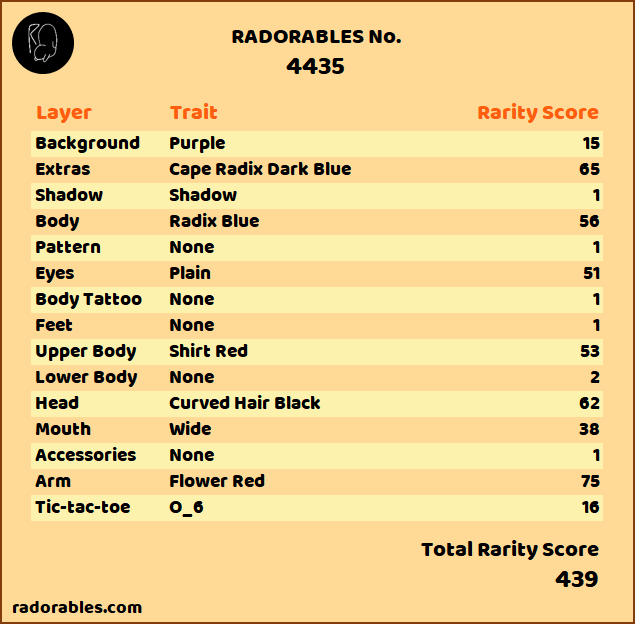 RADORABLES No.
4435
Layer Trait Rarity Score
Background Purple 15
Extras Cape Radix Dark Blue 65
Shadow Shadow 1
Body Radix Blue 56
Pattern None 1
Eyes Plain 51
Body Tattoo None 1
Feet None 1
Upper Body Shirt Red 53
Lower Body None 2
Head Curved Hair Black 62
Mouth Wide 38
Accessories None 1
Arm Flower Red 75
Tic-tac-toe O_6 16
Total Rarity Score
439
radorables.com